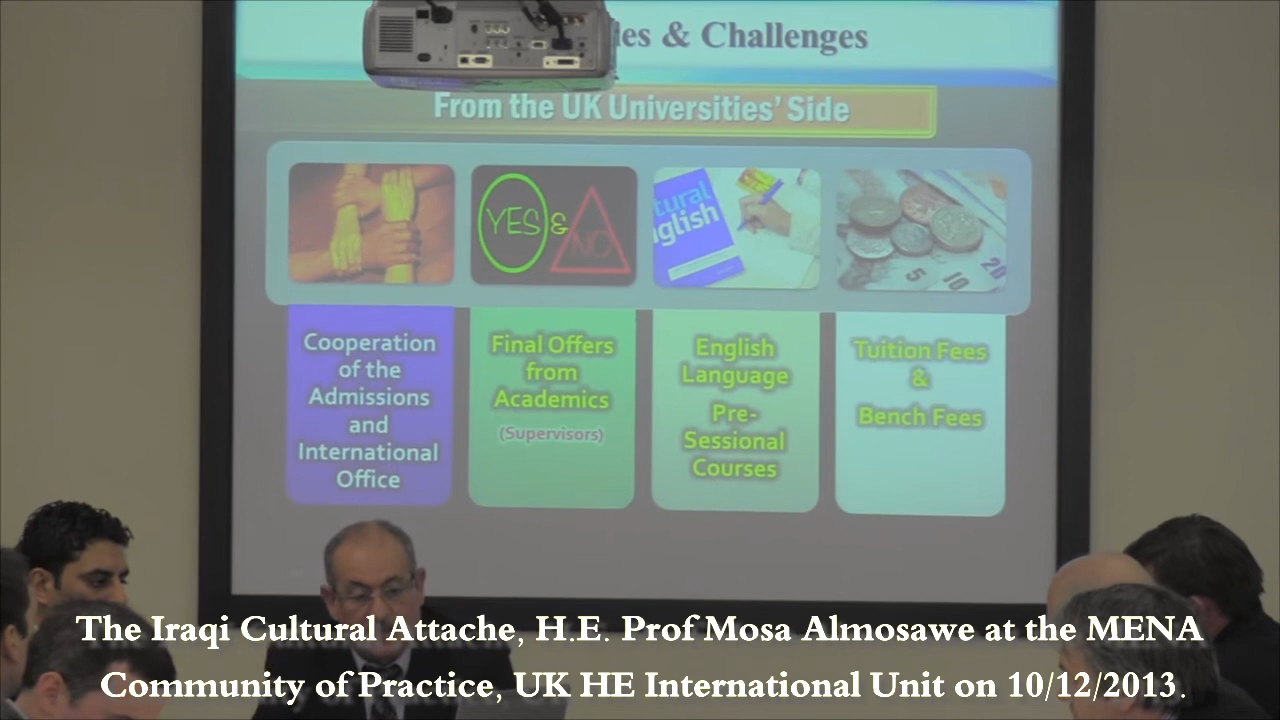 & Challenges
From the UK Universities' Side
YES & NO
glish
5 10 20
Cooperation
of the
Admissions
and
International
Office
Final Offers
from
Academics
(Supervisors)
English
Language
Pre-
Sessional
Courses
Tuition Fees
&
Bench Fees
The Iraqi Cultural Attache, H.E. Prof Mosa Almosawe at the MENA
Community of Practice, UK HE International Unit on 10/12/2013.